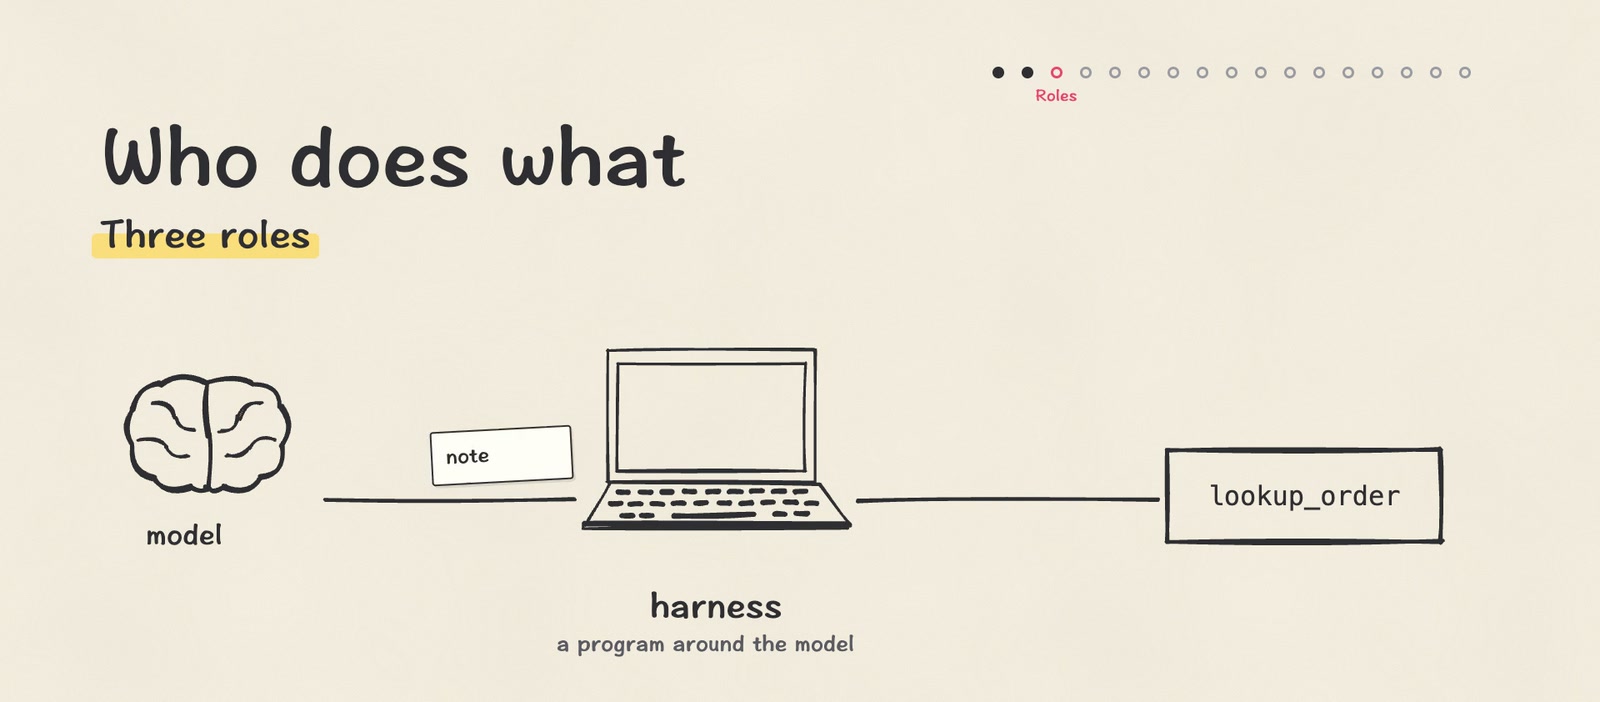 Roles
Who does what
Three roles
note
lookup_order
model
harness
a program around the model